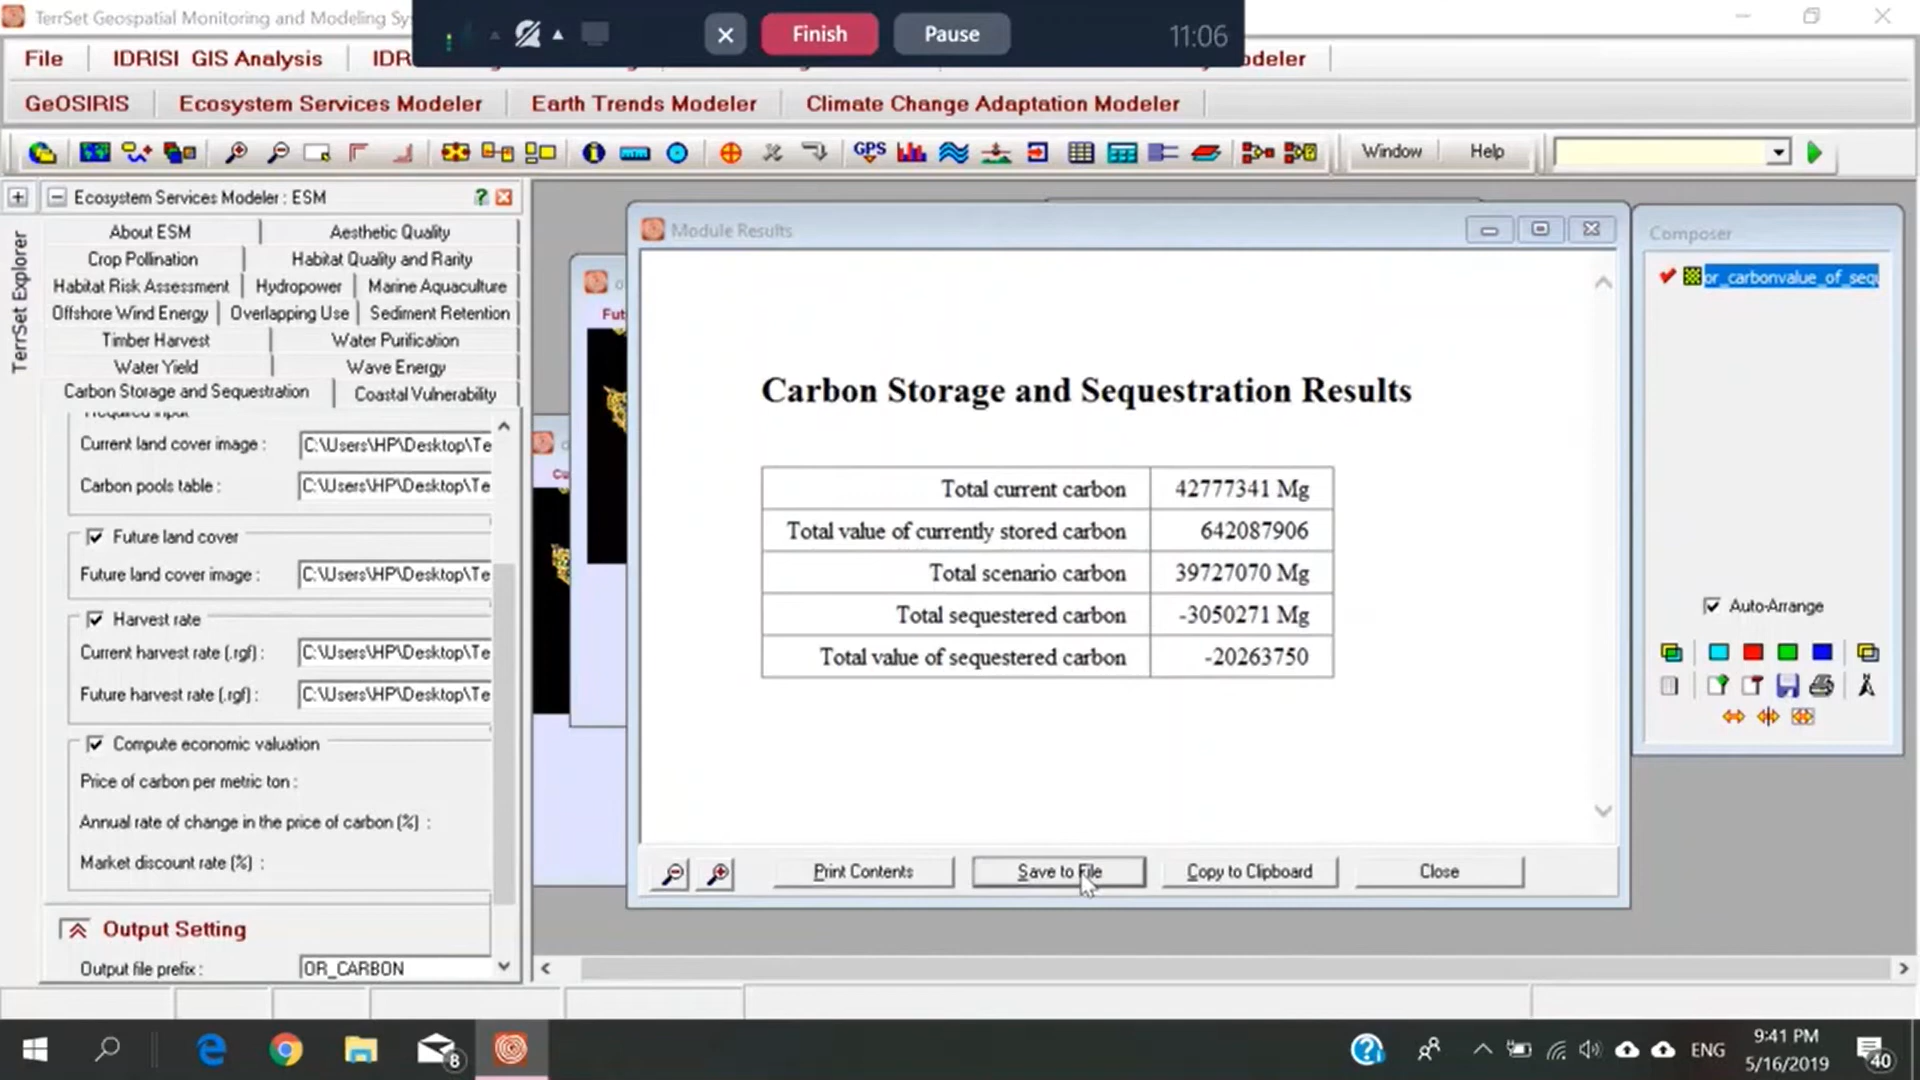 TerrSet Geospatial Monitoring and Modeling Sy
Finish
Pause
11:06
File
IDRISI GIS Analysis
IDR
odeler
GeOSIRIS
Ecosystem Services Modeler
Earth Trends Modeler
Climate Change Adaptation Modeler
GPS
Window
Help
TerrSet Explorer
Ecosystem Services Modeler : ESM
About ESM
Aesthetic Quality
Crop Pollination
Habitat Quality and Rarity
Habitat Risk Assessment
Hydropower
Marine Aquaculture
Offshore Wind Energy
Overlapping Use
Sediment Retention
Timber Harvest
Water Purification
Water Yield
Wave Energy
Carbon Storage and Sequestration
Coastal Vulnerability
Required input
Current land cover image :
C:\Users\HP\Desktop\Te
Carbon pools table :
C:\Users\HP\Desktop\Te
Future land cover
Future land cover image :
C:\Users\HP\Desktop\Te
Harvest rate
Current harvest rate (.rgf) :
C:\Users\HP\Desktop\Te
Future harvest rate (.rgf) :
C:\Users\HP\Desktop\Te
Compute economic valuation
Price of carbon per metric ton :
Annual rate of change in the price of carbon (%) :
Market discount rate (%) :
Output Setting
Output file prefix :
OR_CARBON
Fut
Cu
Module Results
Carbon Storage and Sequestration Results
Total current carbon 42777341 Mg
Total value of currently stored carbon 642087906
Total scenario carbon 39727070 Mg
Total sequestered carbon -3050271 Mg
Total value of sequestered carbon -20263750
Print Contents
Save to File
Copy to Clipboard
Close
Composer
or_carbonvalue_of_seq
Auto-Arrange
8
ENG
9:41 PM
5/16/2019
40